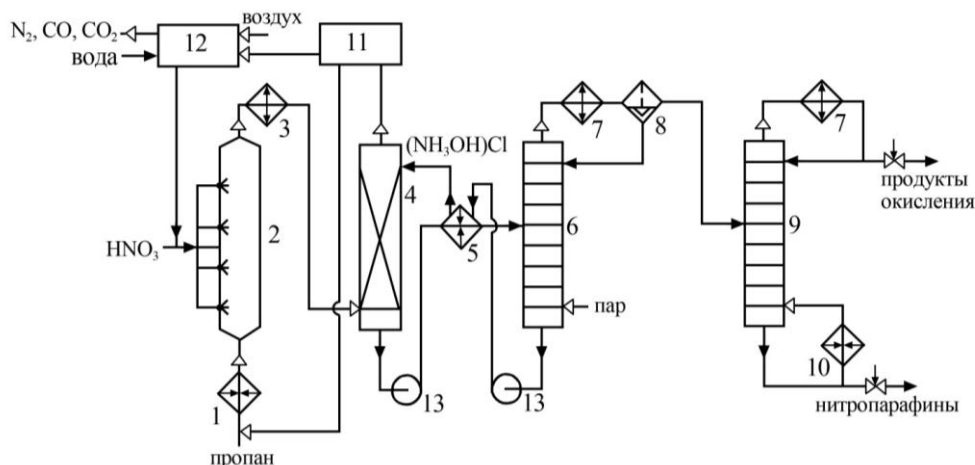 N₂, CO, CO₂
воздух
вода
12
11
3
(NH₃OH)Cl
7
8
7
4
продукты
окисления
HNO₃
2
5
6
9
пар
1
13
13
10
нитропарафины
пропан